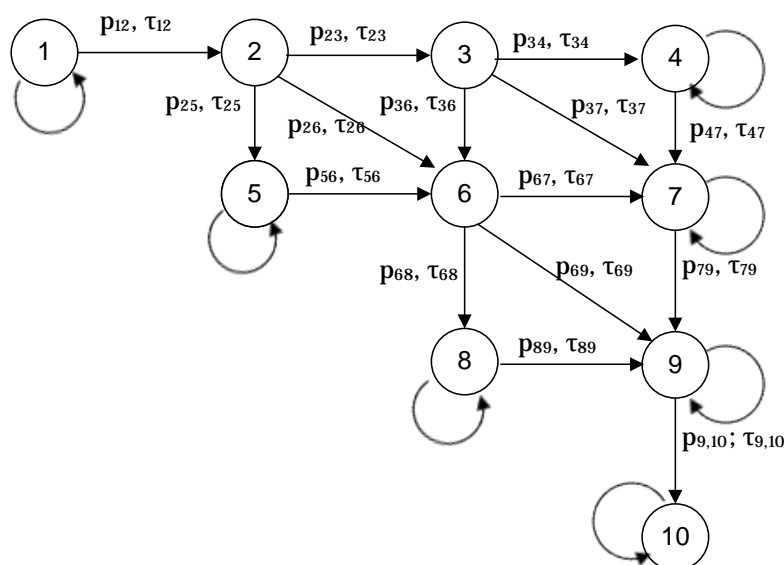 p₁₂, τ₁₂
1
2
p₂₃, τ₂₃
3
p₃₄, τ₃₄
4
p₂₅, τ₂₅
p₂₆, τ₂₆
p₃₆, τ₃₆
p₃₇, τ₃₇
p₄₇, τ₄₇
5
p₅₆, τ₅₆
6
p₆₇, τ₆₇
7
p₆₈, τ₆₈
p₆₉, τ₆₉
p₇₉, τ₇₉
8
p₈₉, τ₈₉
9
p₉,₁₀; τ₉,₁₀
10